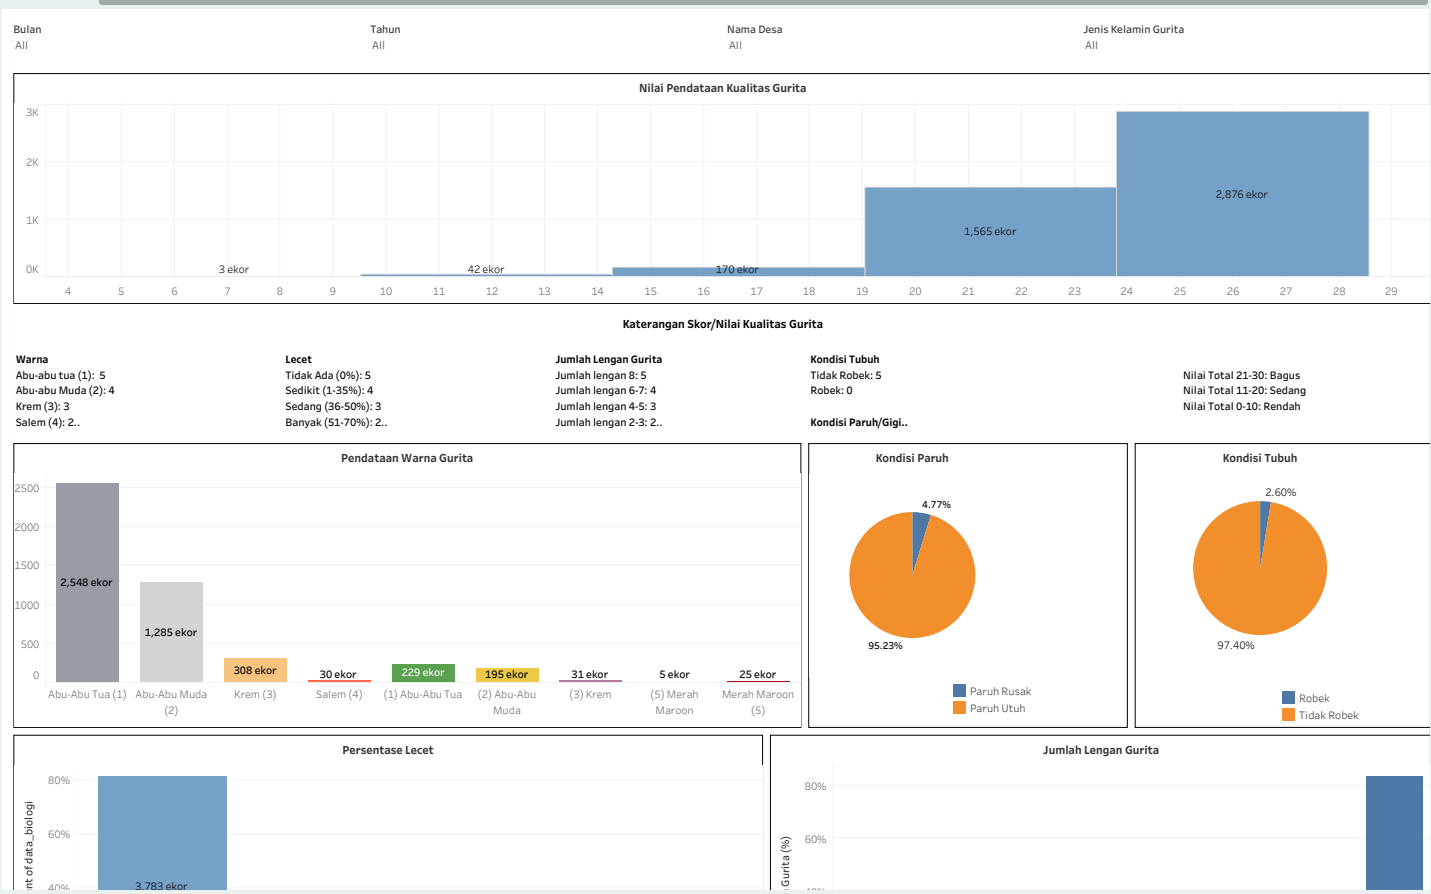 Bulan
All
Tahun
All
Nama Desa
All
Jenis Kelamin Gurita
All
Nilai Pendataan Kualitas Gurita
3K
2K
1K
0K
3 ekor
42 ekor
170 ekor
1,565 ekor
2,876 ekor
4 5 6 7 8 9 10 11 12 13 14 15 16 17 18 19 20 21 22 23 24 25 26 27 28 29
Katerangan Skor/Nilai Kualitas Gurita
Warna
Abu-abu tua (1): 5
Abu-abu Muda (2): 4
Krem (3): 3
Salem (4): 2..
Lecet
Tidak Ada (0%): 5
Sedikit (1-35%): 4
Sedang (36-50%): 3
Banyak (51-70%): 2..
Jumlah Lengan Gurita
Jumlah lengan 8: 5
Jumlah lengan 6-7: 4
Jumlah lengan 4-5: 3
Jumlah lengan 2-3: 2..
Kondisi Tubuh
Tidak Robek: 5
Robek: 0
Kondisi Paruh/Gigi..
Nilai Total 21-30: Bagus
Nilai Total 11-20: Sedang
Nilai Total 0-10: Rendah
Pendataan Warna Gurita
2500
2000
1500
1000
500
0
2,548 ekor
1,285 ekor
308 ekor
30 ekor
229 ekor
195 ekor
31 ekor
5 ekor
25 ekor
Abu-Abu Tua (1)
Abu-Abu Muda
(2)
Krem (3)
Salem (4)
(1) Abu-Abu Tua
(2) Abu-Abu
Muda
(3) Krem
(5) Merah
Maroon
Merah Maroon
(5)
Kondisi Paruh
4.77%
95.23%
Paruh Rusak
Paruh Utuh
Kondisi Tubuh
2.60%
97.40%
Robek
Tidak Robek
Persentase Lecet
80%
60%
40%
nt of data_biologi
3,783 ekor
Jumlah Lengan Gurita
80%
60%
Gurita (%)